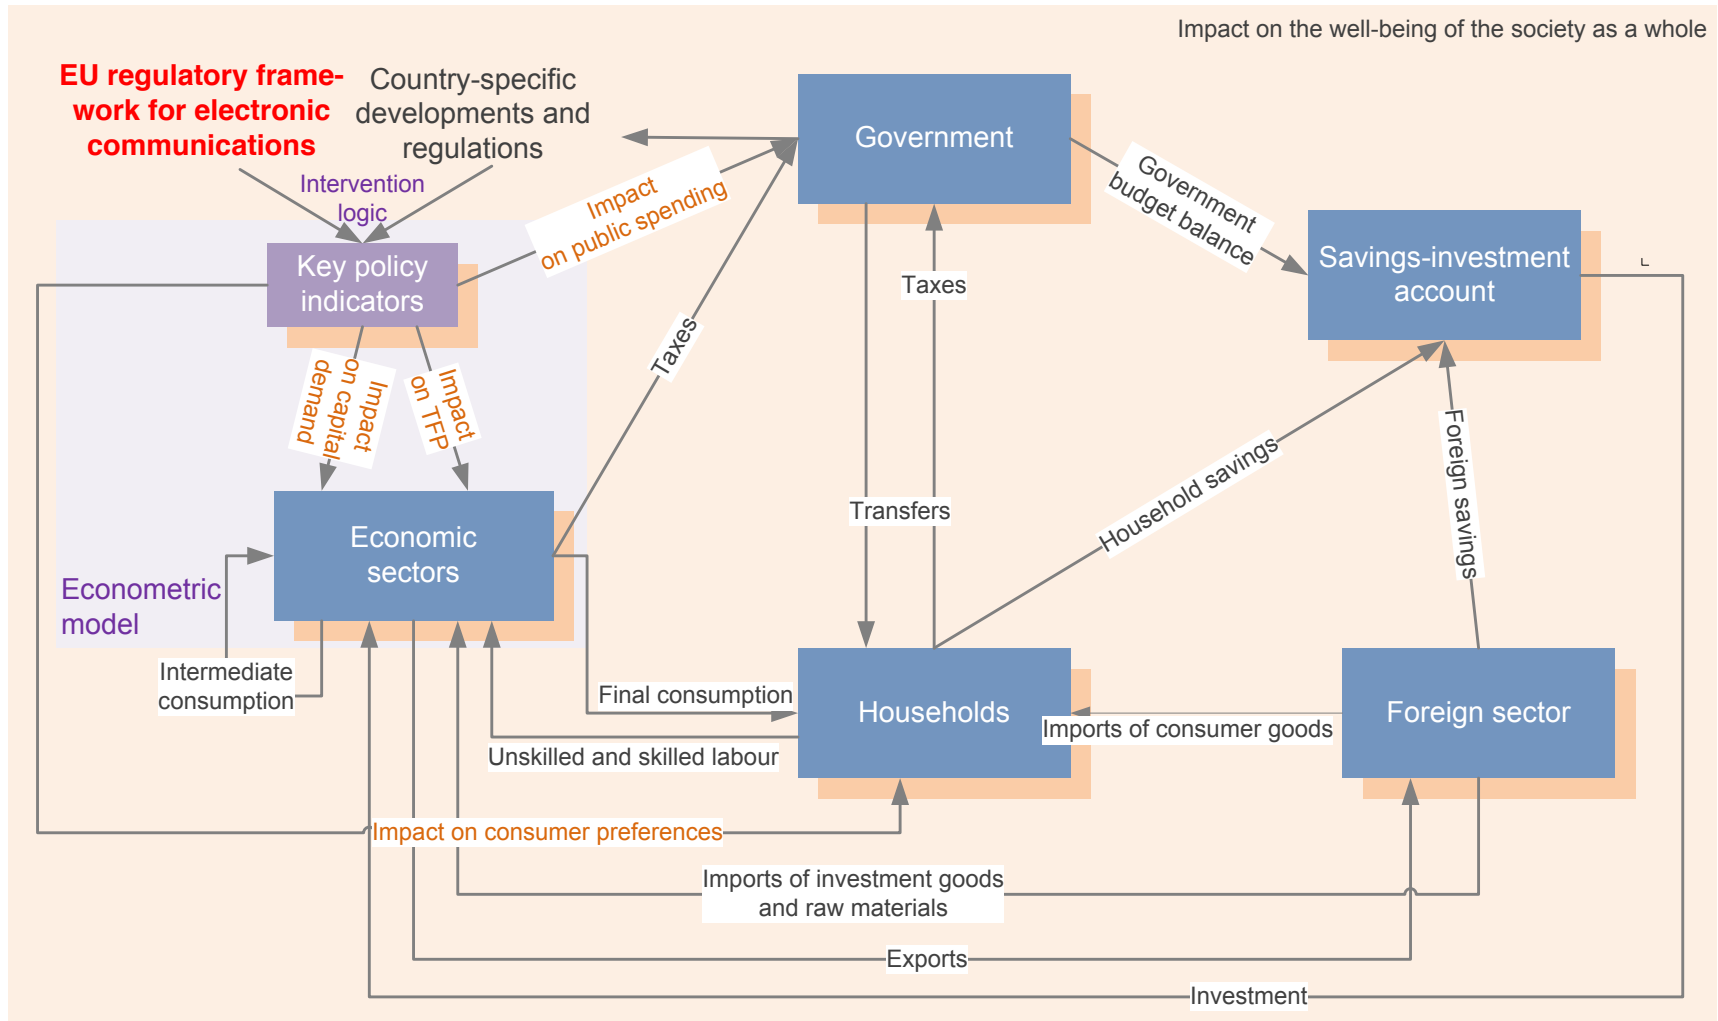 Impact on the well-being of the society as a whole
EU regulatory frame-
work for electronic
communications
Country-specific
developments and
regulations
Intervention
logic
Key policy
indicators
Impact
on public spending
Government
Government
budget balance
Savings-investment
account
Taxes
Taxes
Impact
on capital
demand
Impact
on TFP
Transfers
Household savings
Foreign savings
Economic
sectors
Econometric
model
Intermediate
consumption
Final consumption
Unskilled and skilled labour
Households
Imports of consumer goods
Foreign sector
Impact on consumer preferences
Imports of investment goods
and raw materials
Exports
Investment